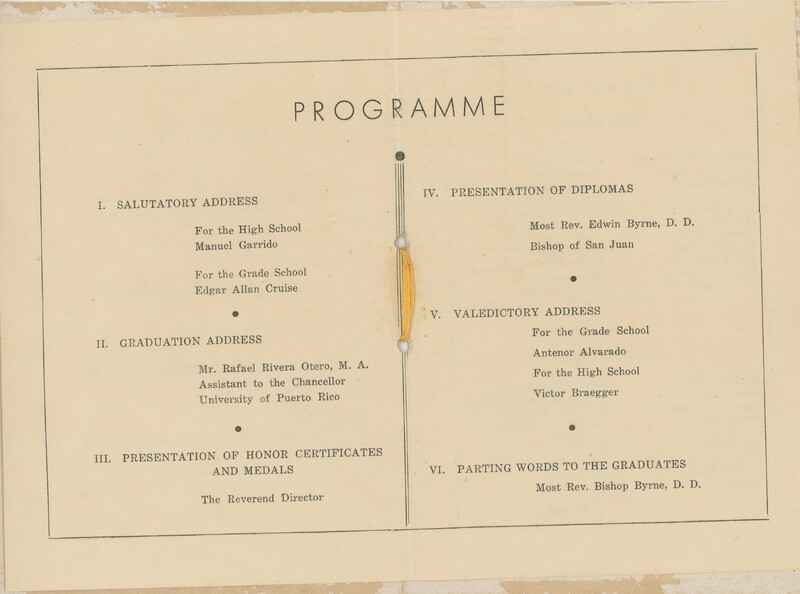 PROGRAMME
I. SALUTATORY ADDRESS
For the High School
Manuel Garrido
For the Grade School
Edgar Allan Cruise
II. GRADUATION ADDRESS
Mr. Rafael Rivera Otero, M. A.
Assistant to the Chancellor
University of Puerto Rico
III. PRESENTATION OF HONOR CERTIFICATES
AND MEDALS
The Reverend Director
IV. PRESENTATION OF DIPLOMAS
Most Rev. Edwin Byrne, D. D.
Bishop of San Juan
V. VALEDICTORY ADDRESS
For the Grade School
Antenor Alvarado
For the High School
Victor Braegger
VI. PARTING WORDS TO THE GRADUATES
Most Rev. Bishop Byrne, D. D.